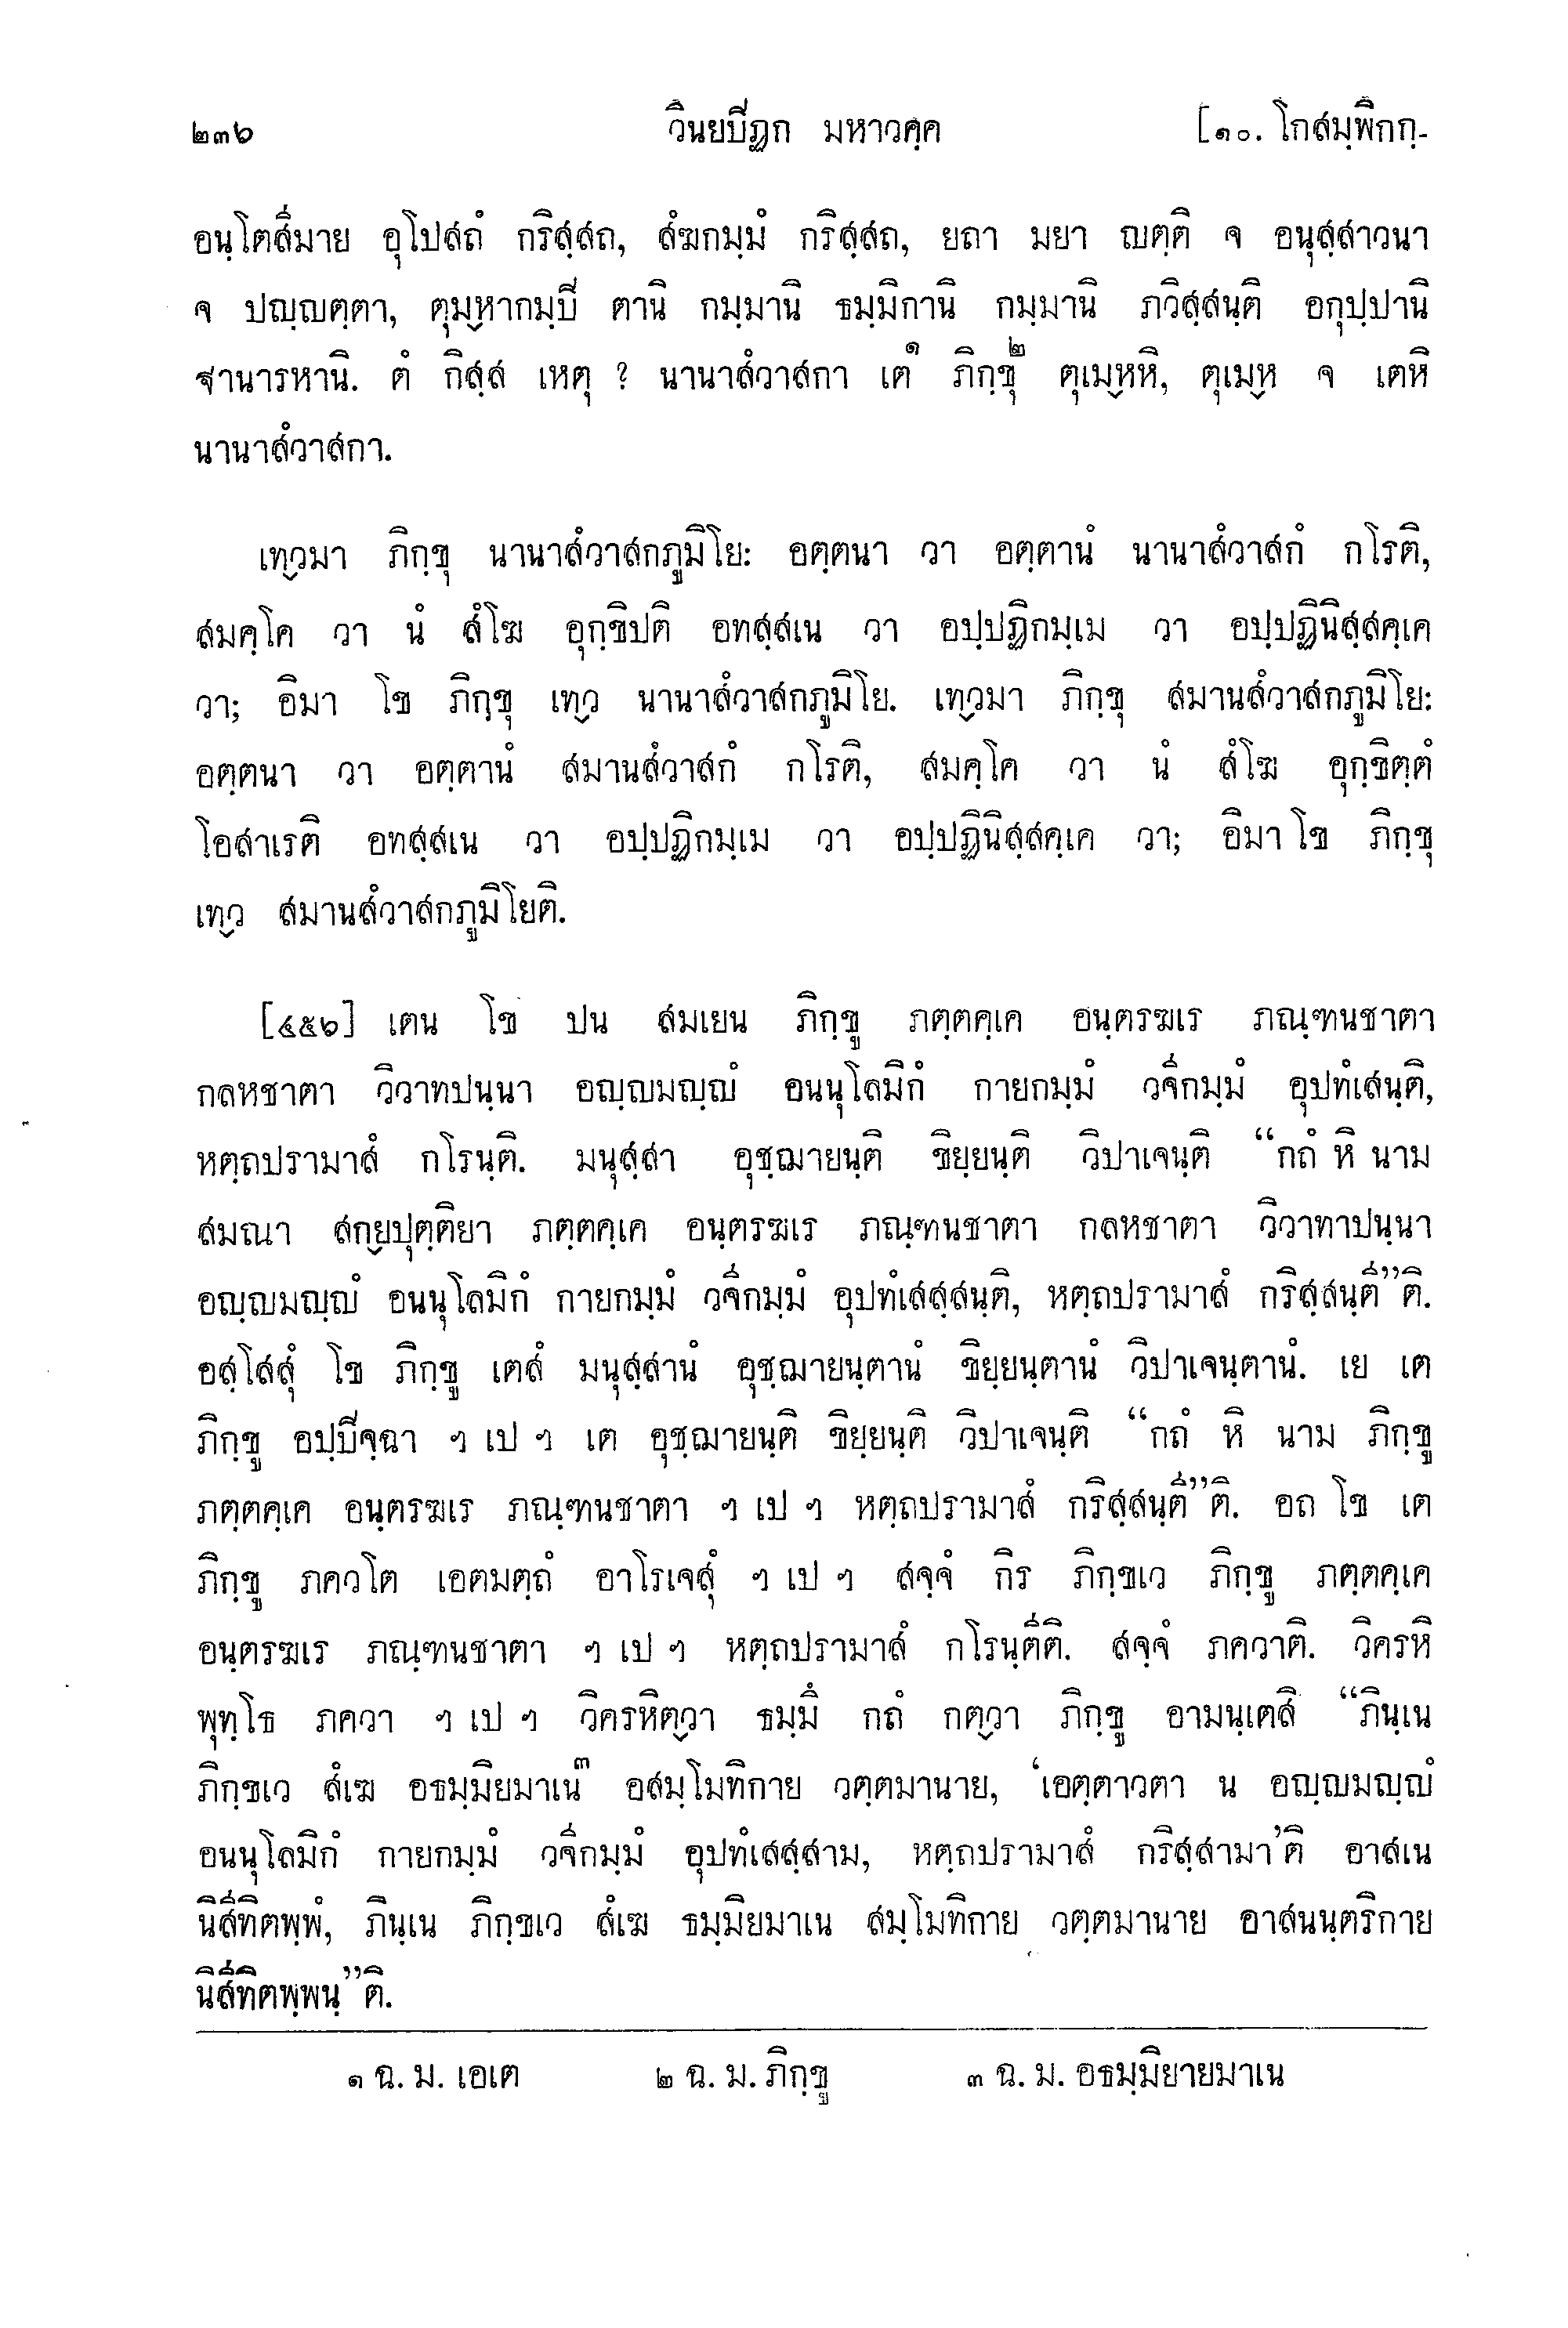 ๒๓๖ วินยปิฏก มหาวคฺค [๑๐. โกสมฺพิกกฺ-
อนฺโตสีมาย อุโปสถํ กริสฺสถ, สํฆกมฺมํ กริสฺสถ, ยถา มยา ญตฺติ จ อนุสฺสาวนา
จ ปญฺญตฺตา, ตุมฺหากมฺปิ ตานิ กมฺมานิ ธมฺมิกานิ กมฺมานิ ภวิสฺสนฺติ อกุปฺปานิ
ฐานารหานิ. ตํ กิสฺส เหตุ ? นานาสํวาสกา เต๑ ภิกฺขุ๒ ตุเมฺหหิ, ตุเมฺห จ เตหิ
นานาสํวาสกา.
เทฺวมา ภิกฺขุ นานาสํวาสกภูมิโย: อตฺตนา วา อตฺตานํ นานาสํวาสกํ กโรติ,
สมคฺโค วา นํ สํโฆ อุกฺขิปติ อทสฺสเน วา อปฺปฏิกมฺเม วา อปฺปฏินิสฺสคฺเค
วา; อิมา โข ภิกฺขุ เทฺว นานาสํวาสกภูมิโย. เทฺวมา ภิกฺขุ สมานสํวาสกภูมิโย:
อตฺตนา วา อตฺตานํ สมานสํวาสกํ กโรติ, สมคฺโค วา นํ สํโฆ อุกฺขิตฺตํ
โอสาเรติ อทสฺสเน วา อปฺปฏิกมฺเม วา อปฺปฏินิสฺสคฺเค วา; อิมา โข ภิกฺขุ
เทฺว สมานสํวาสกภูมิโยติ.
[๔๕๖] เตน โข ปน สมเยน ภิกฺขู ภตฺตคฺเค อนฺตรฆเร ภณฺฑนชาตา
กลหชาตา วิวาทปนฺนา อญฺญมญฺญํ อนนุโลมิกํ กายกมฺมํ วจีกมฺมํ อุปทํเสนฺติ,
หตฺถปรามาสํ กโรนฺติ. มนุสฺสา อุชฺฌายนฺติ ขิยฺยนฺติ วิปาเจนฺติ “กถํ หิ นาม
สมณา สกฺยปุตฺติยา ภตฺตคฺเค อนฺตรฆเร ภณฺฑนชาตา กลหชาตา วิวาทาปนฺนา
อญฺญมญฺญํ อนนุโลมิกํ กายกมฺมํ วจีกมฺมํ อุปทํเสสฺสนฺติ, หตฺถปรามาสํ กริสฺสนฺตี”ติ.
อสฺโสสุํ โข ภิกฺขู เตสํ มนุสฺสานํ อุชฺฌายนฺตานํ ขิยฺยนฺตานํ วิปาเจนฺตานํ. เย เต
ภิกฺขู อปฺปิจฺฉา ฯ เป ฯ เต อุชฺฌายนฺติ ขิยฺยนฺติ วิปาเจนฺติ “กถํ หิ นาม ภิกฺขู
ภตฺตคฺเค อนฺตรฆเร ภณฺฑนชาตา ฯ เป ฯ หตฺถปรามาสํ กริสฺสนฺตี”ติ. อถ โข เต
ภิกฺขู ภควโต เอตมตฺถํ อาโรเจสุํ ฯ เป ฯ สจฺจํ กิร ภิกฺขเว ภิกฺขู ภตฺตคฺเค
อนฺตรฆเร ภณฺฑนชาตา ฯ เป ฯ หตฺถปรามาสํ กโรนฺตีติ. สจฺจํ ภควาติ. วิครหิ
พุทฺโธ ภควา ฯ เป ฯ วิครหิตฺวา ธมฺมิํ กถํ กตฺวา ภิกฺขู อามนฺเตสิ “ภินฺเน
ภิกฺขเว สํเฆ อธมฺมิยมาเน๓ อสมฺโมทิกาย วตฺตมานาย, ‘เอตฺตาวตา น อญฺญมญฺญํ
อนนุโลมิกํ กายกมฺมํ วจีกมฺมํ อุปทํเสสฺสาม, หตฺถปรามาสํ กริสฺสามา’ติ อาสเน
นิสีทิตพฺพํ, ภินฺเน ภิกฺขเว สํเฆ ธมฺมิยมาเน สมฺโมทิกาย วตฺตมานาย อาสนนฺตริกาย
นิสีทิตพฺพนฺ”ติ.
๑ ฉ. ม. เอเต ๒ ฉ. ม. ภิกฺขู ๓ ฉ. ม. อธมฺมิยายมาเน